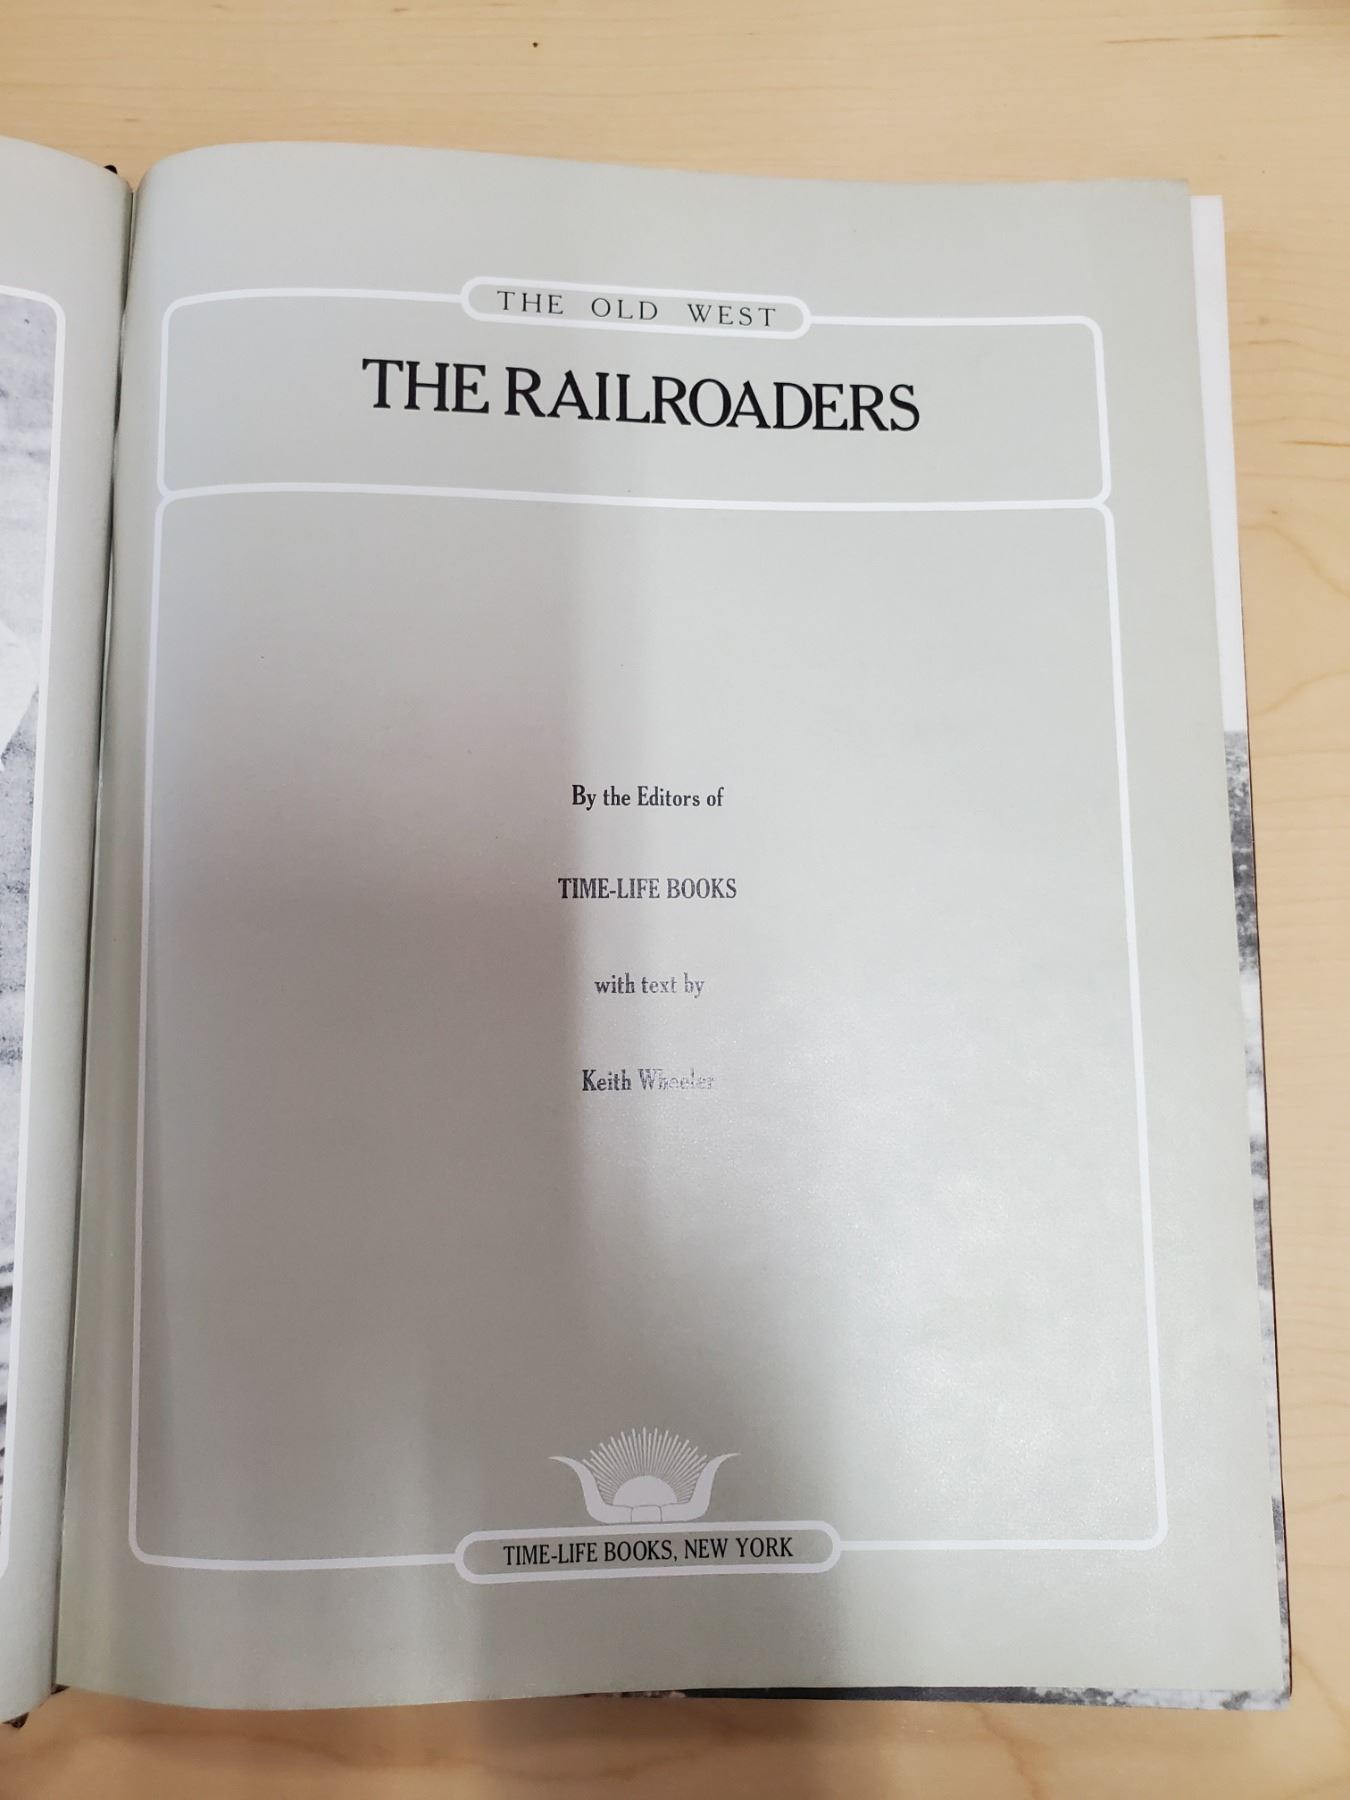 THE OLD WEST
THE RAILROADERS
By the Editors of
TIME-LIFE BOOKS
with text by
Keith Wheeler
TIME-LIFE BOOKS, NEW YORK